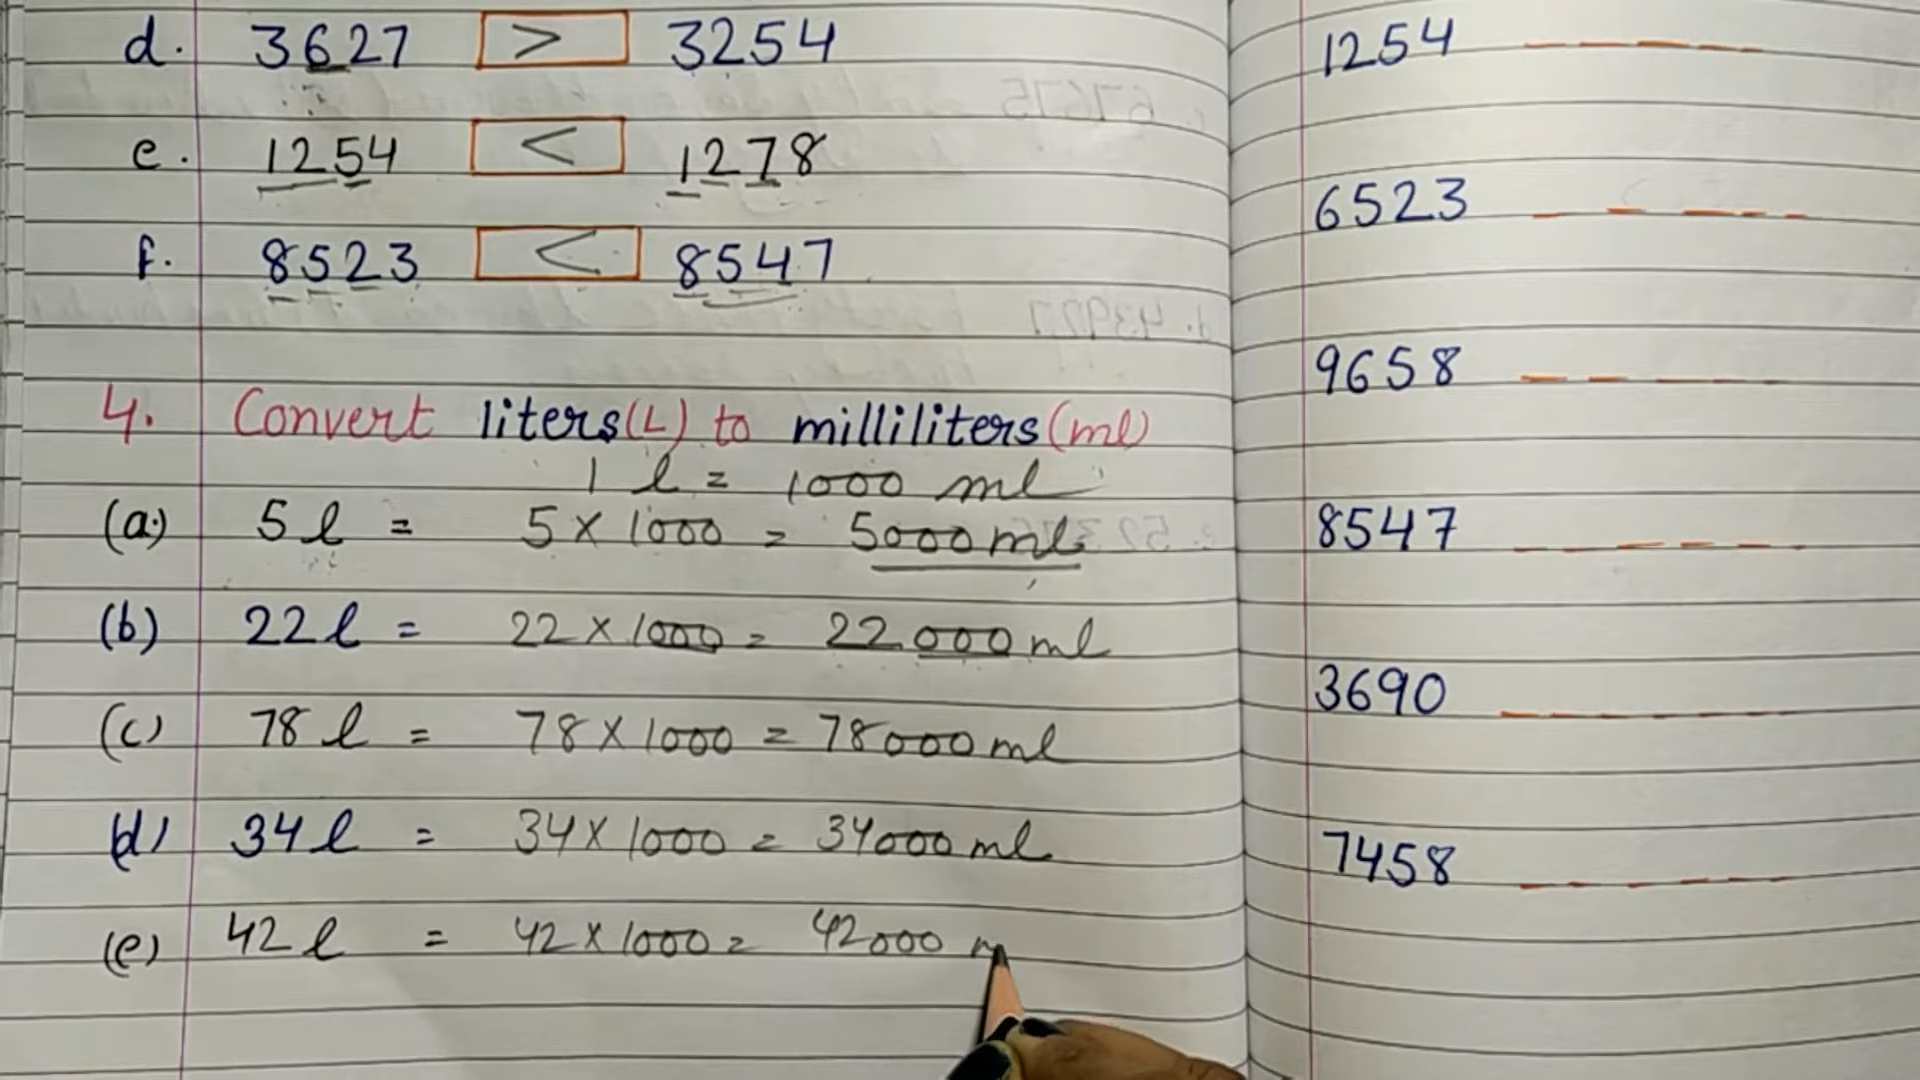 d. 3627 > 3254
e. 1254 < 1278
f. 8523 < 8547
4. Convert liters(L) to milliliters(ml)
1 l = 1000 ml
(a) 5 l = 5 × 1000 = 5000 ml
(b) 22 l = 22 × 1000 = 22000 ml
(c) 78 l = 78 × 1000 = 78000 ml
(d) 34 l = 34 × 1000 = 34000 ml
(e) 42 l = 42 × 1000 = 42000 m
1254
6523
9658
8547
3690
7458